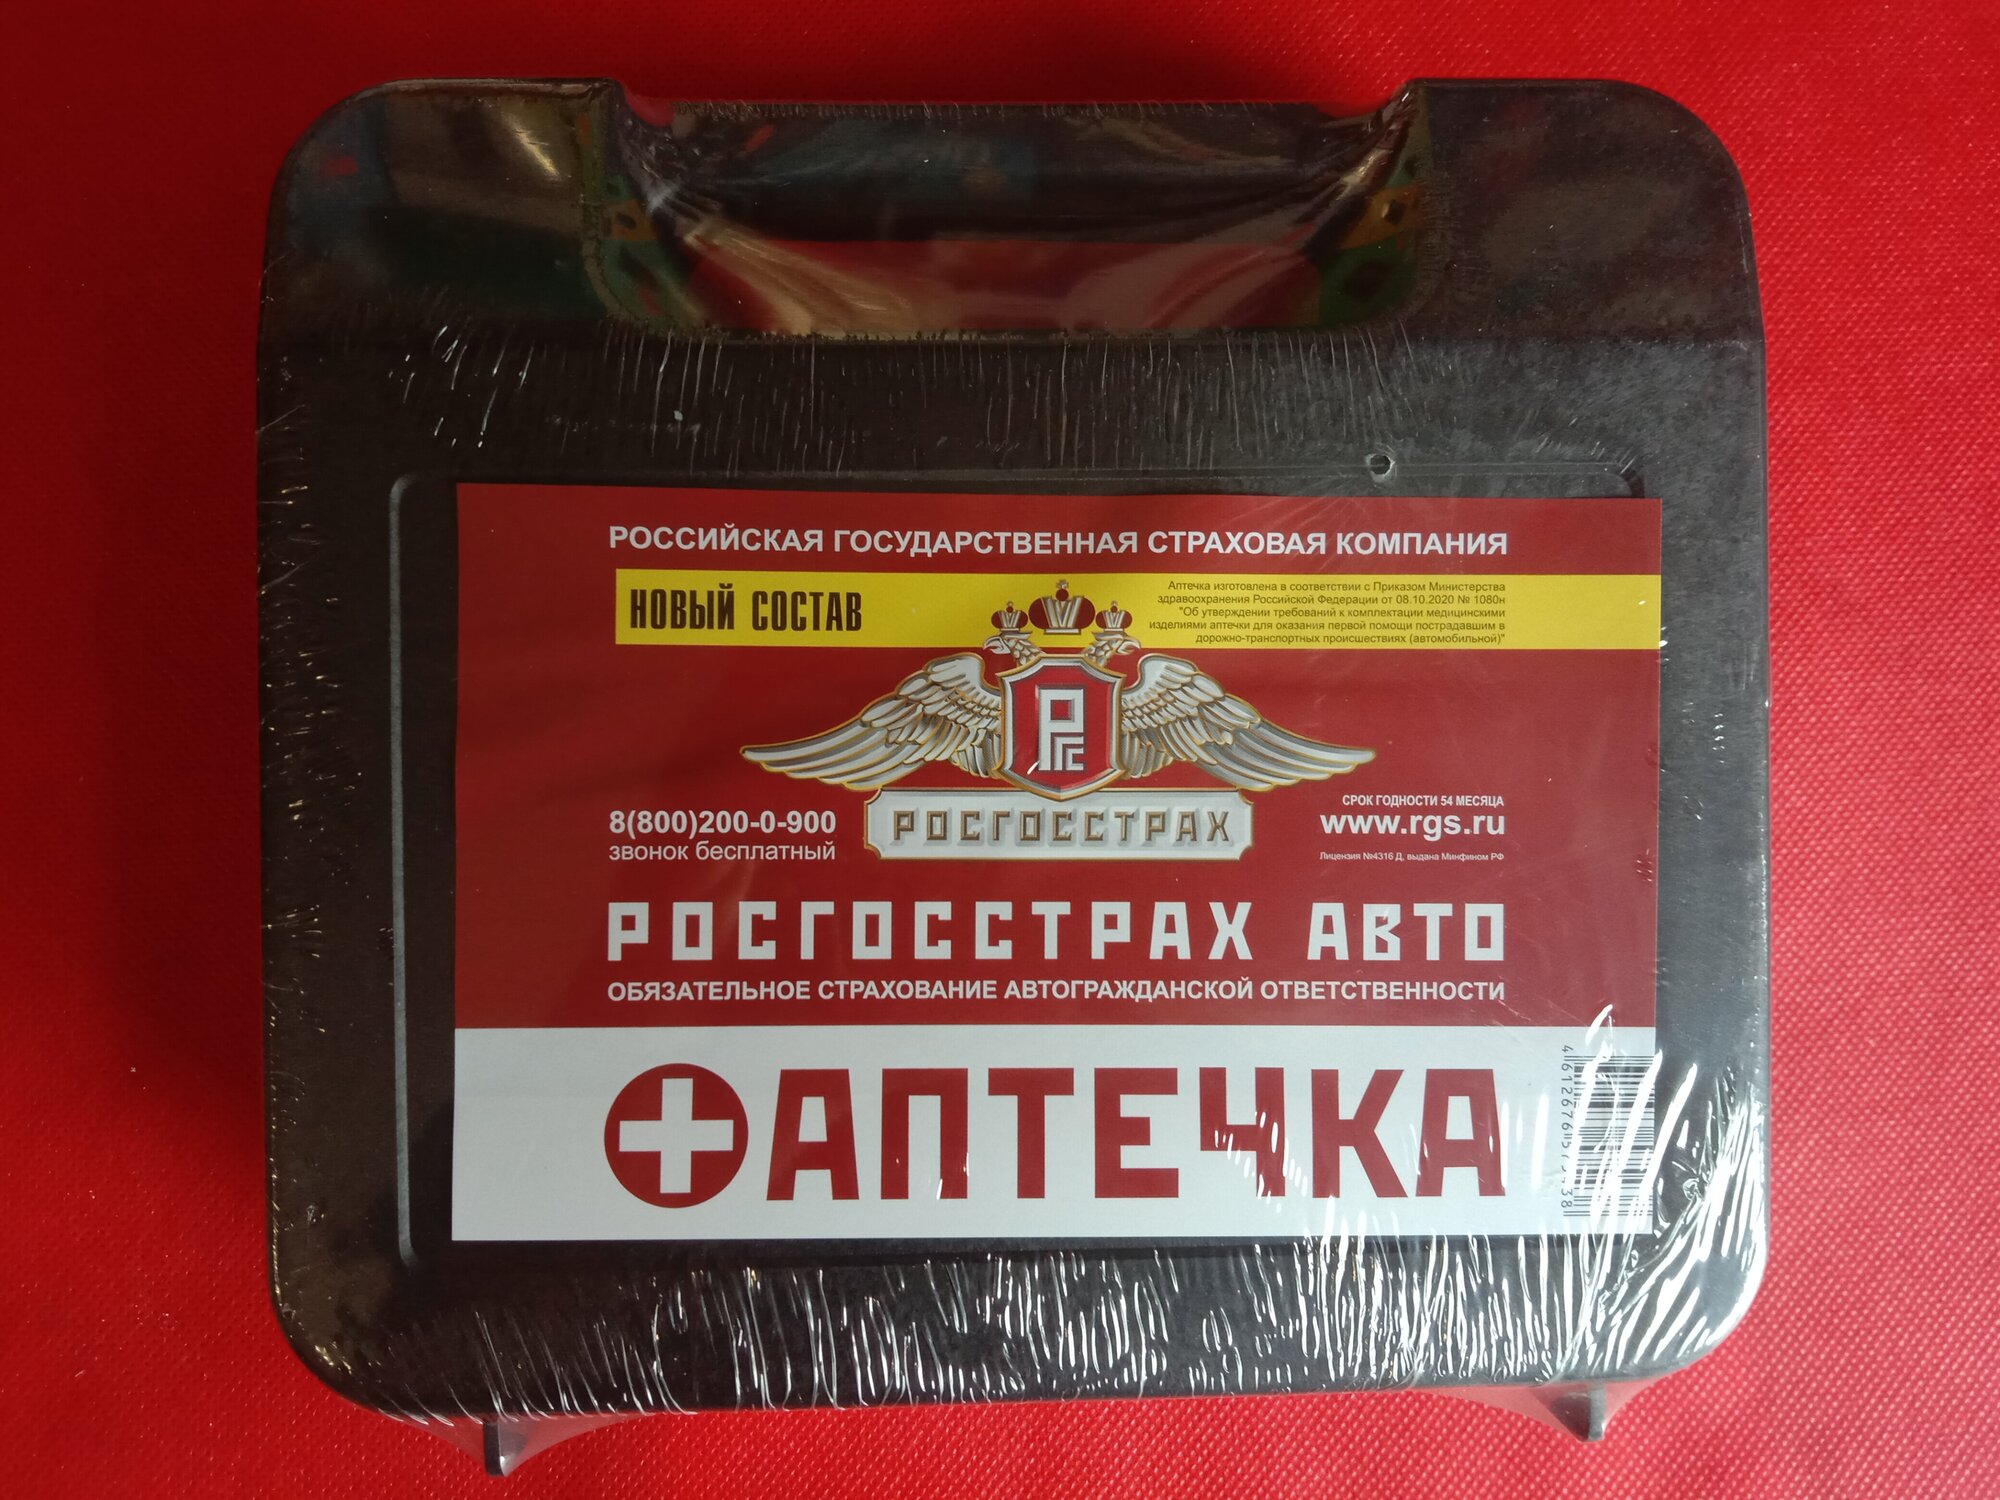 РОССИЙСКАЯ ГОСУДАРСТВЕННАЯ СТРАХОВАЯ КОМПАНИЯ
НОВЫЙ СОСТАВ
Аптечка изготовлена в соответствии с Приказом Министерства
здравоохранения Российской Федерации от 08.10.2020 № 1080н
"Об утверждении требований к комплектации медицинскими
изделиями аптечки для оказания первой помощи пострадавшим в
дорожно-транспортных происшествиях (автомобильной)"
РГС
РОСГОССТРАХ
8(800)200-0-900
звонок бесплатный
СРОК ГОДНОСТИ 54 МЕСЯЦА
www.rgs.ru
Лицензия №4316 Д, выдана Минфином РФ
РОСГОССТРАХ АВТО
ОБЯЗАТЕЛЬНОЕ СТРАХОВАНИЕ АВТОГРАЖДАНСКОЙ ОТВЕТСТВЕННОСТИ
АПТЕЧКА